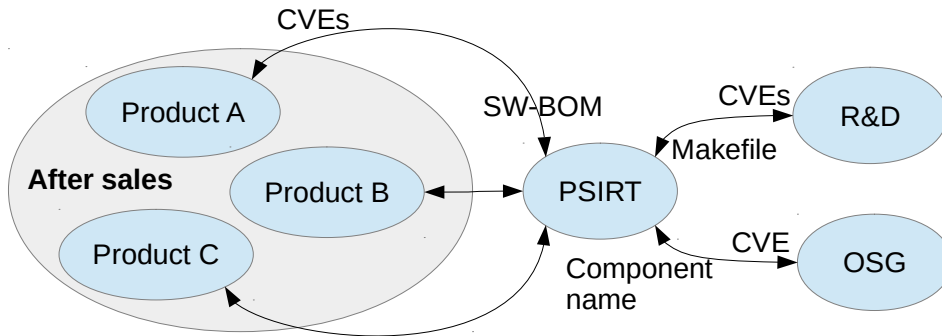 CVEs
Product A
SW-BOM
CVEs
R&D
Makefile
After sales
Product B
PSIRT
Product C
Component
name
CVE
OSG